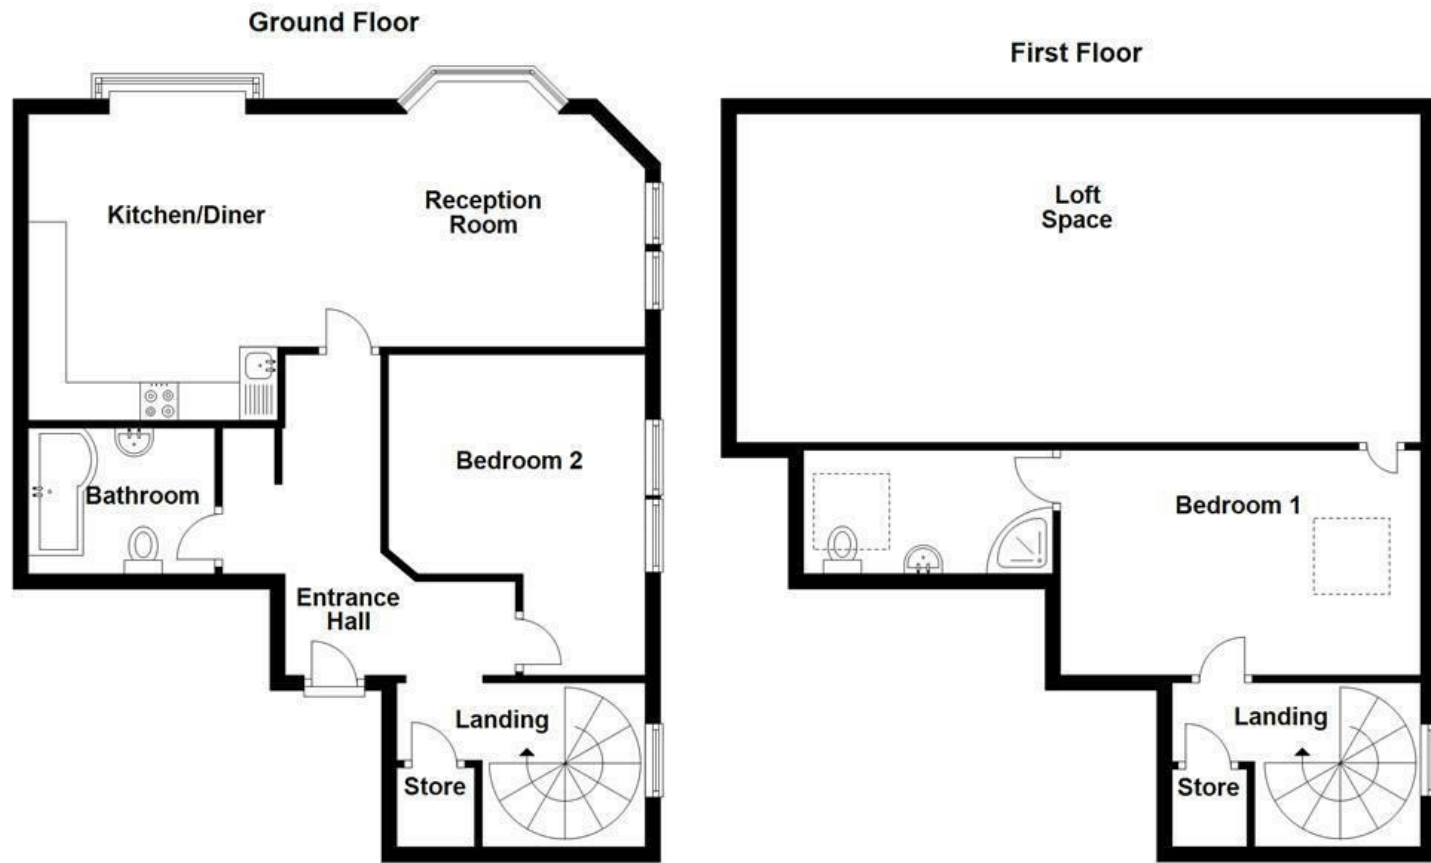 Ground Floor
Kitchen/Diner
Reception
Room
Bedroom 2
Bathroom
Entrance
Hall
Landing
Store
First Floor
Loft
Space
Bedroom 1
Landing
Store